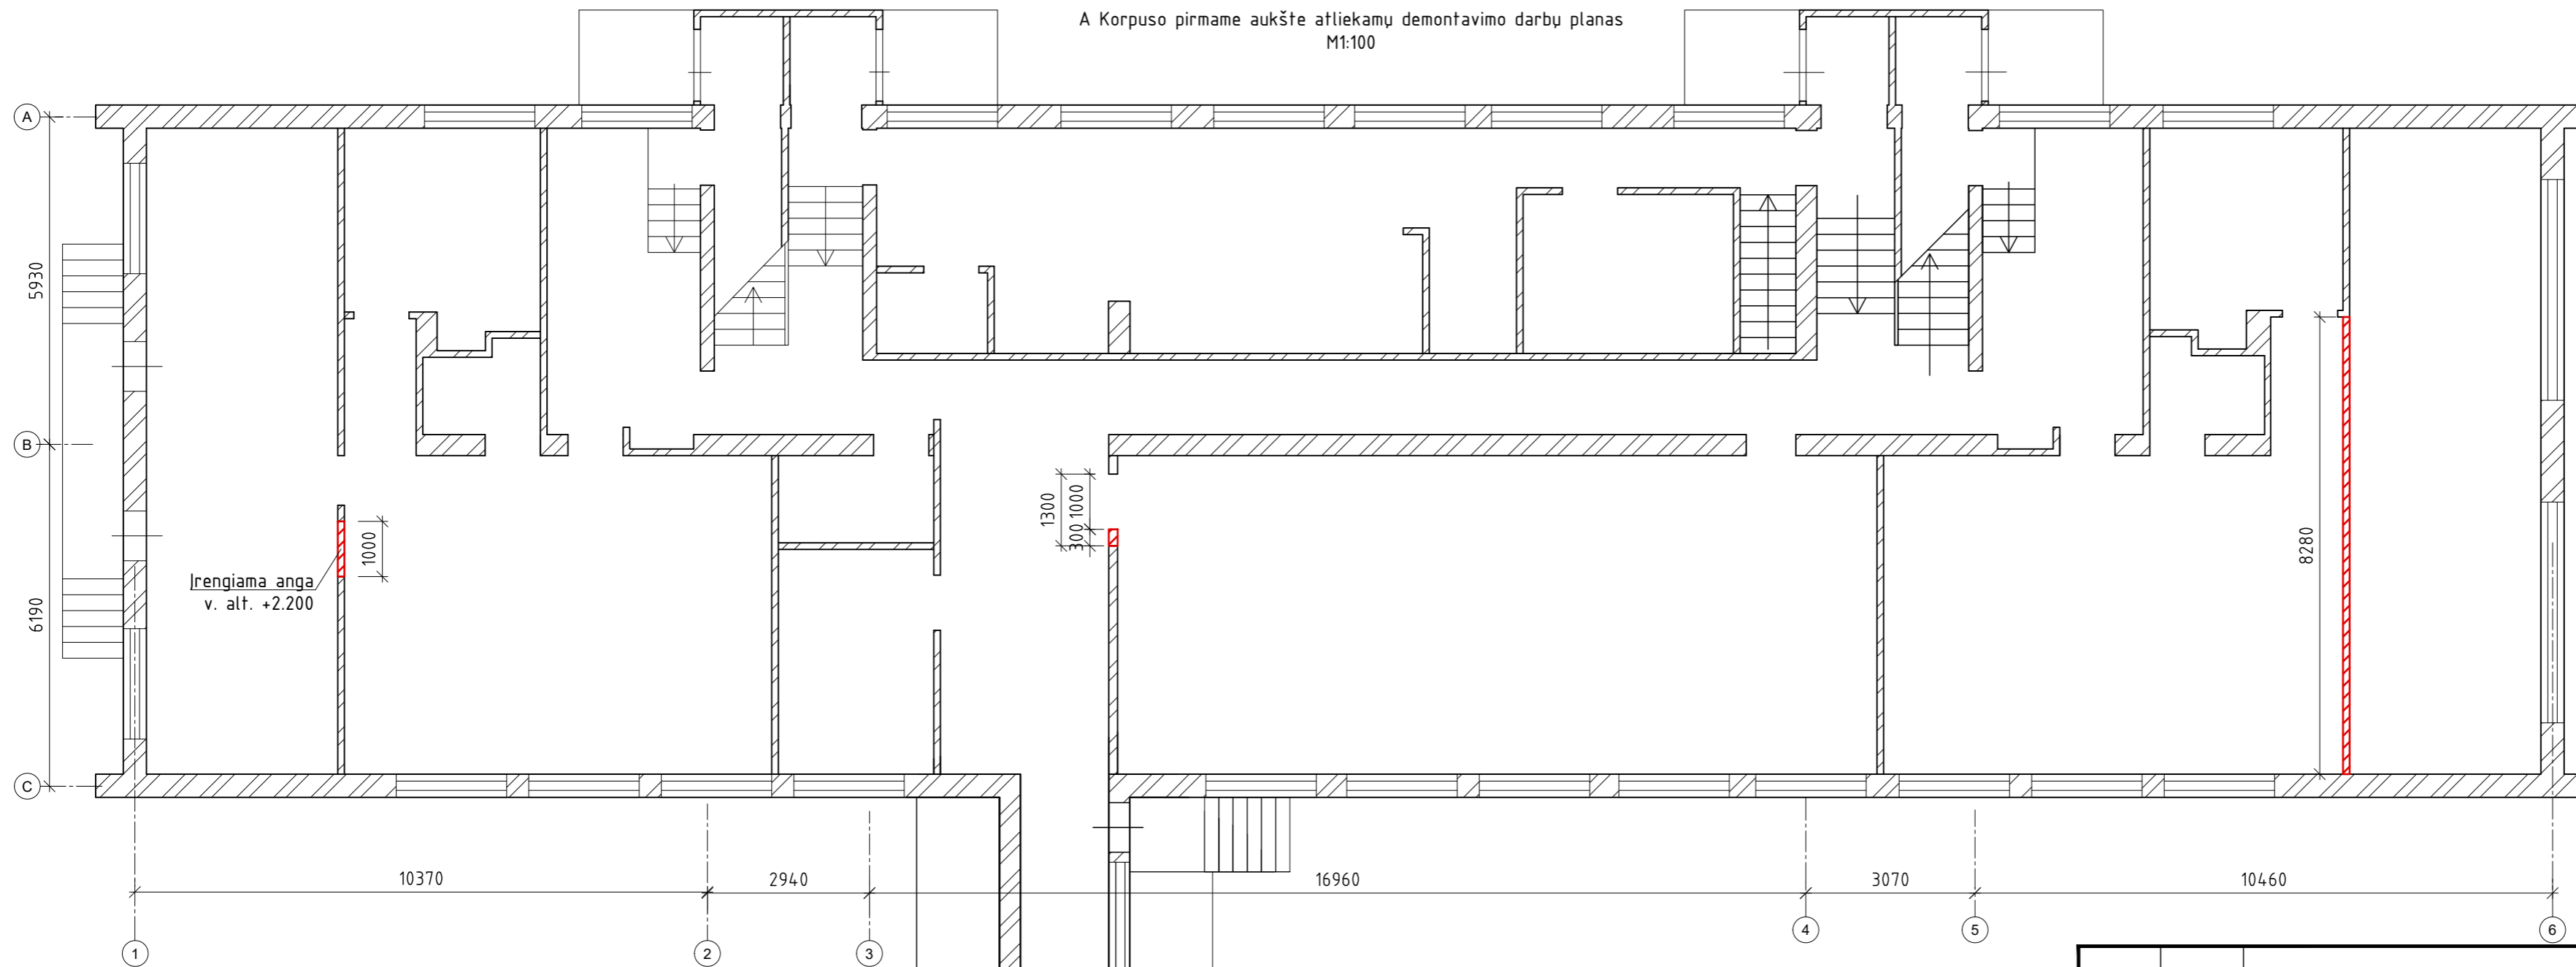 A Korpuso pirmame aukšte atliekamų demontavimo darbų planas
M1:100
A
5930
B
1300
1000
300
1000
8280
Įrengiama anga
v. alt. +2.200
6190
C
10370
2940
16960
3070
10460
1
2
3
4
5
6